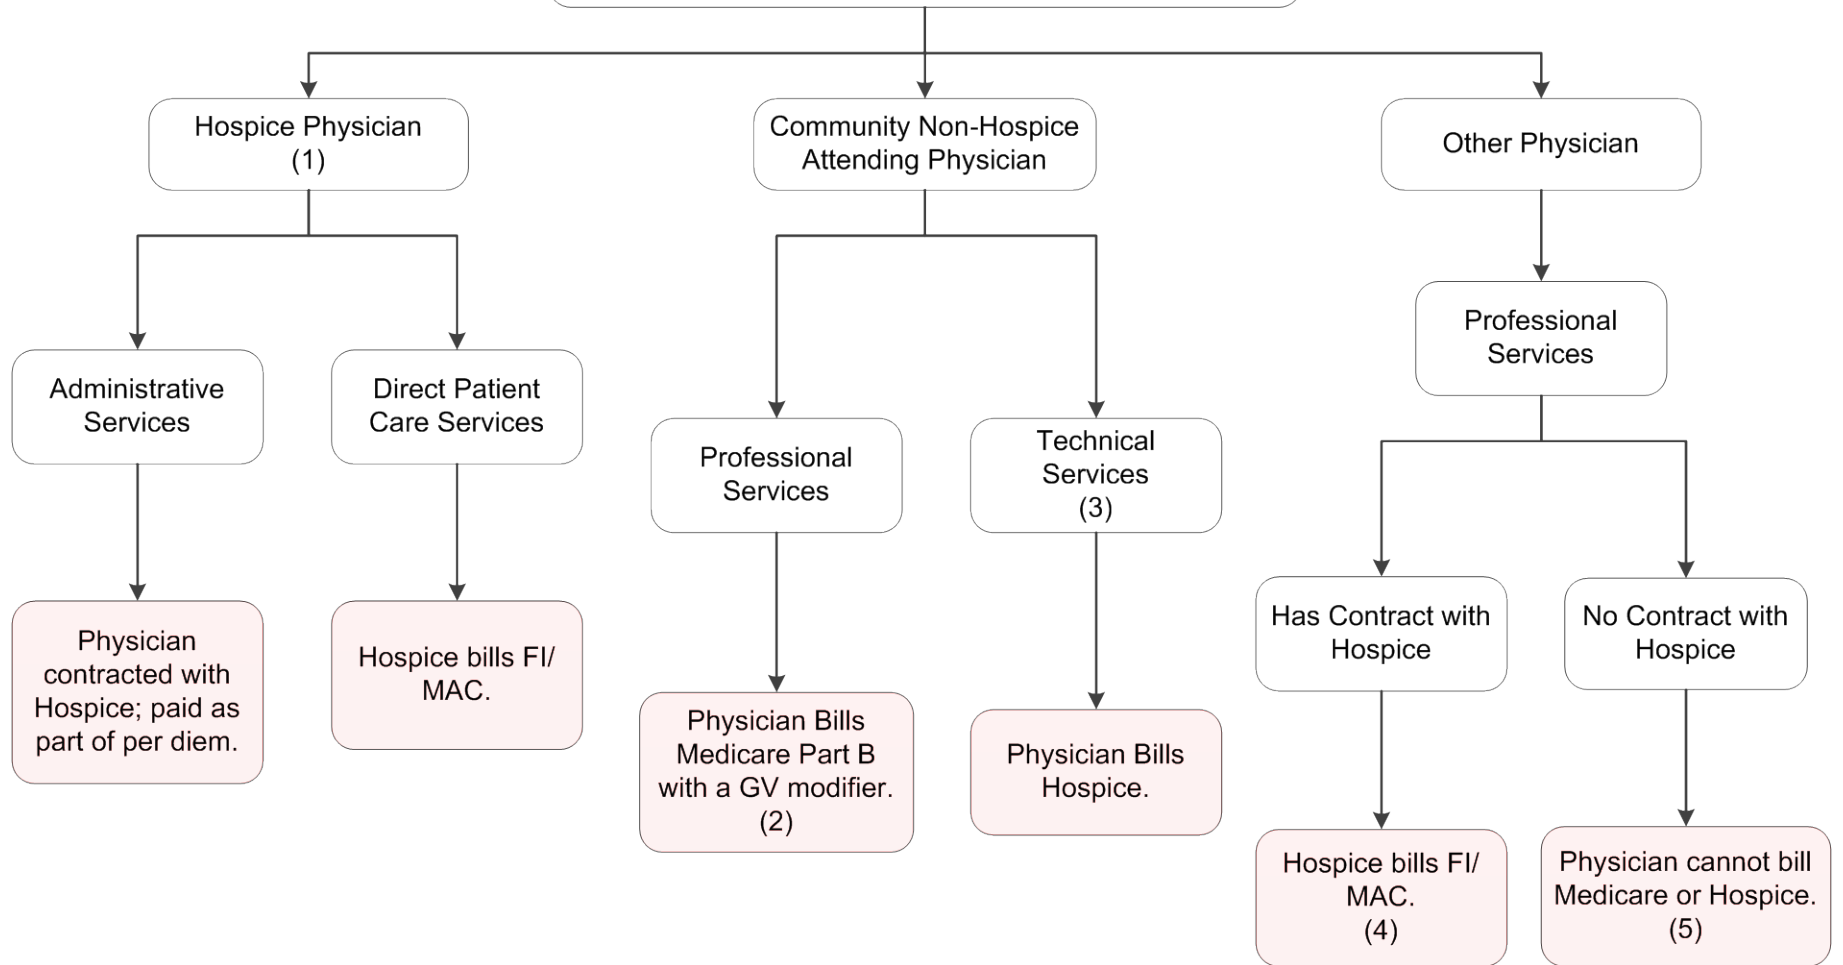 Hospice Physician
(1)
Community Non-Hospice
Attending Physician
Other Physician
Professional
Services
Administrative
Services
Direct Patient
Care Services
Professional
Services
Technical
Services
(3)
Has Contract with
Hospice
No Contract with
Hospice
Physician
contracted with
Hospice; paid as
part of per diem.
Hospice bills FI/
MAC.
Physician Bills
Medicare Part B
with a GV modifier.
(2)
Physician Bills
Hospice.
Hospice bills FI/
MAC.
(4)
Physician cannot bill
Medicare or Hospice.
(5)